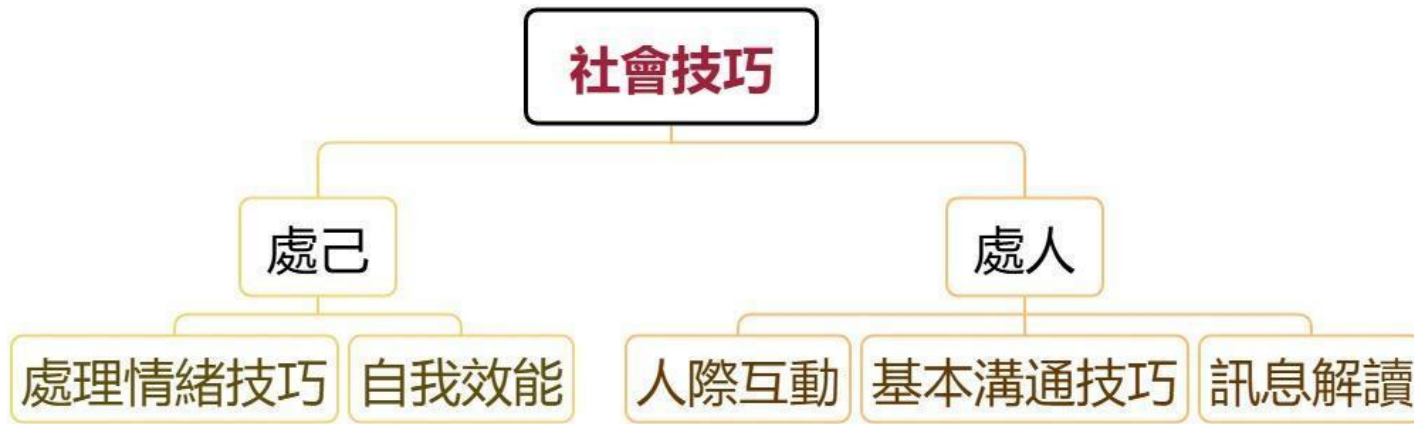 社會技巧
處己
處人
處理情緒技巧
自我效能
人際互動
基本溝通技巧
訊息解讀